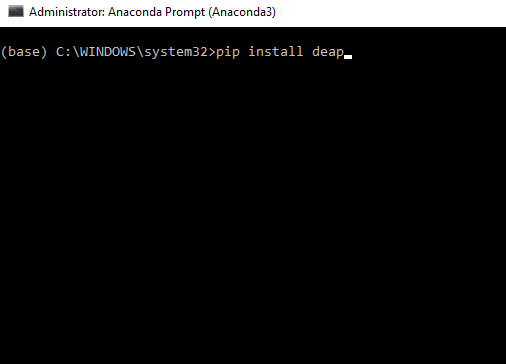 Administrator: Anaconda Prompt (Anaconda3)
(base) C:\WINDOWS\system32>pip install deap